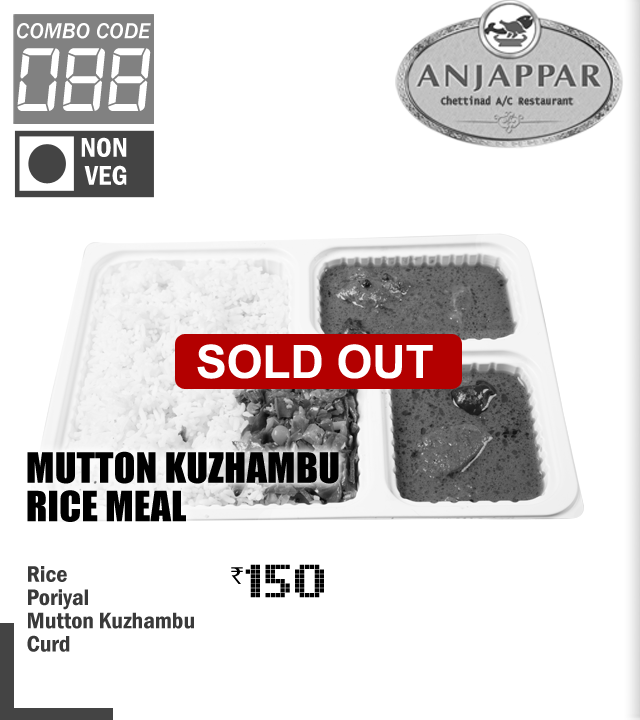 COMBO CODE
088
NON
VEG
ANJAPPAR
Chettinad A/C Restaurant
SOLD OUT
MUTTON KUZHAMBU
RICE MEAL
Rice
Poriyal
Mutton Kuzhambu
Curd
₹150